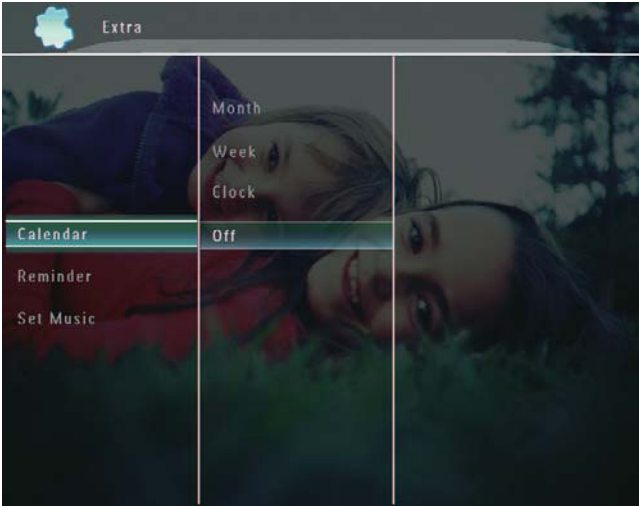 Extra
Month
Week
Clock
Calendar
Off
Reminder
Set Music